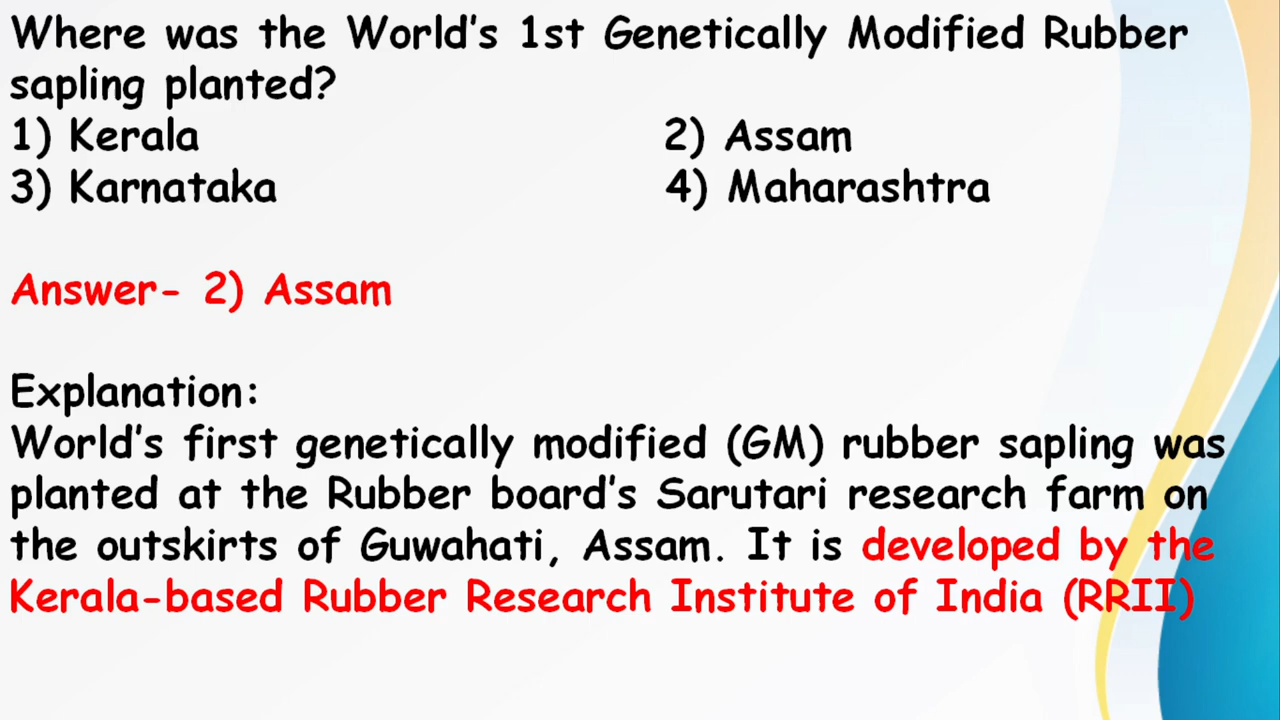 Where was the World's 1st Genetically Modified Rubber
sapling planted?
1) Kerala 2) Assam
3) Karnataka 4) Maharashtra
Answer- 2) Assam
Explanation:
World's first genetically modified (GM) rubber sapling was
planted at the Rubber board's Sarutari research farm on
the outskirts of Guwahati, Assam. It is developed by the
Kerala-based Rubber Research Institute of India (RRII)